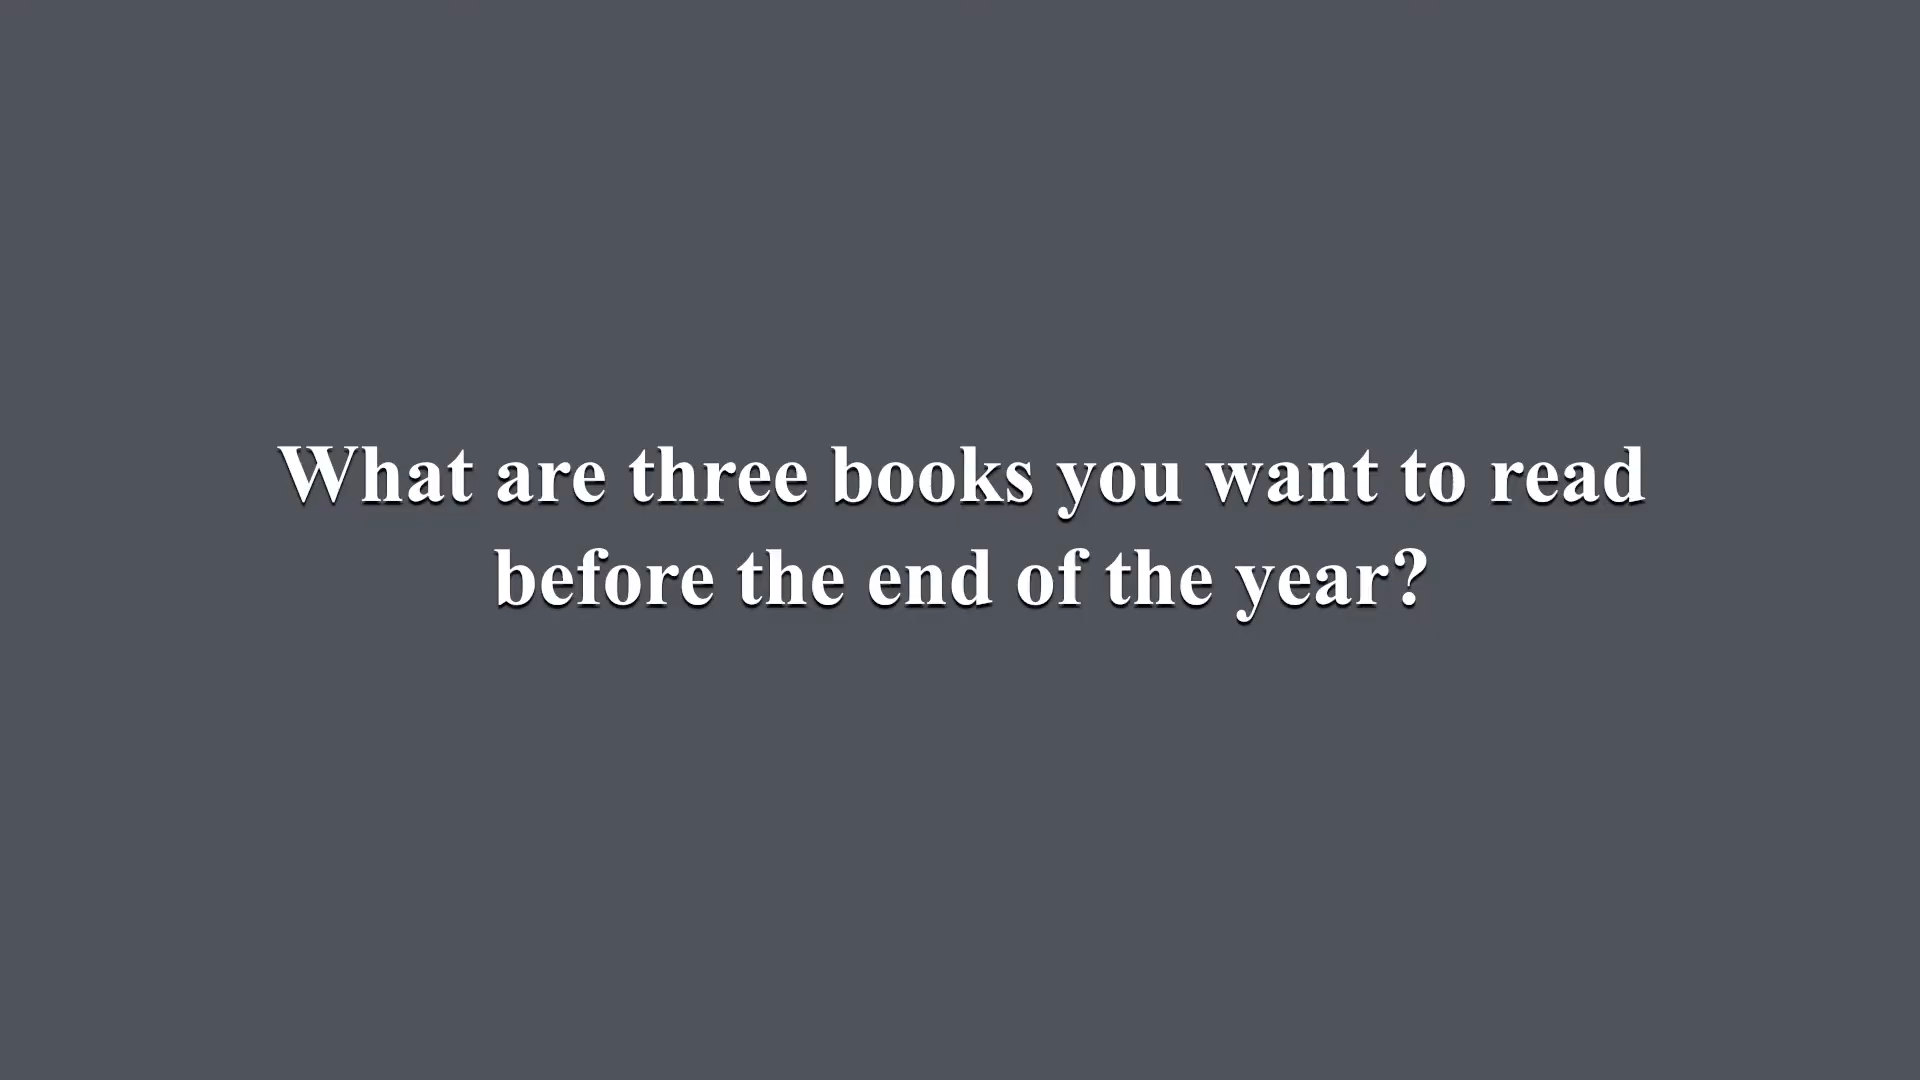 What are three books you want to read
before the end of the year?